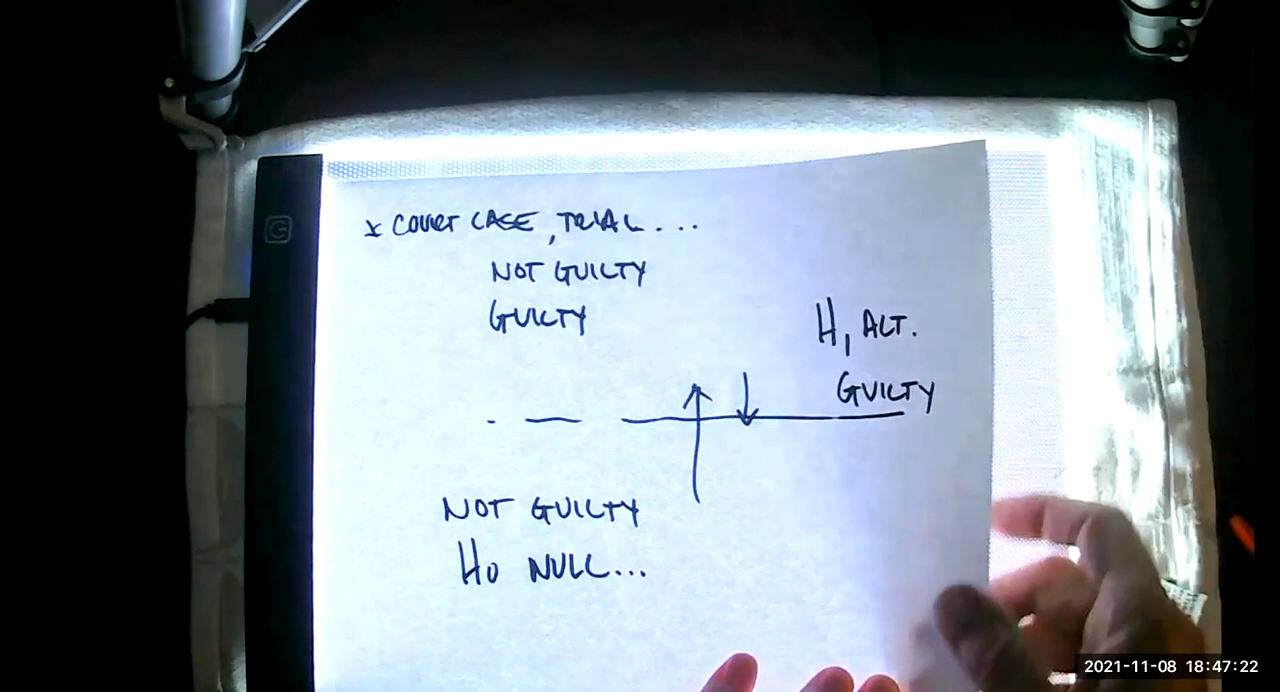 * COURT CASE, TRIAL...
NOT GUILTY
GUILTY
H1 ALT.
GUILTY
NOT GUILTY
H0 NULL...
2021-11-08 18:47:22